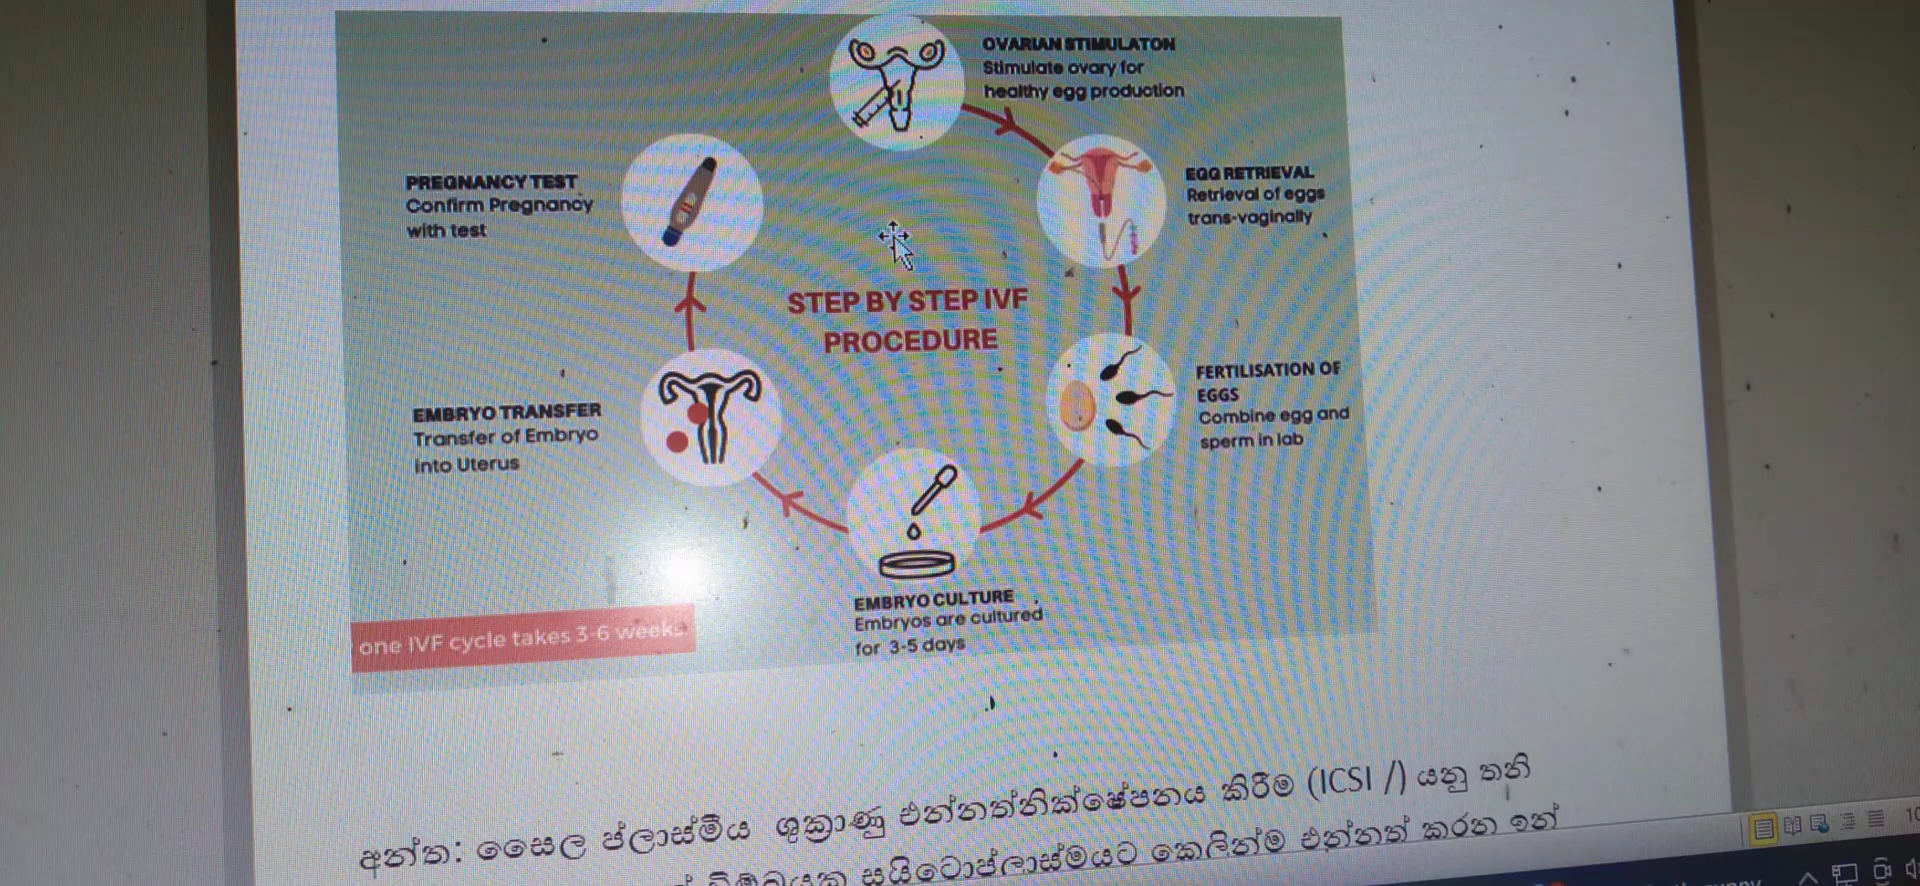 OVARIAN STIMULATON
Stimulate ovary for
healthy egg production
EGG RETRIEVAL
Retrieval of eggs
trans-vaginally
FERTILISATION OF
EGGS
Combine egg and
sperm in lab
EMBRYO CULTURE
Embryos are cultured
for 3-5 days
EMBRYO TRANSFER
Transfer of Embryo
into Uterus
PREGNANCY TEST
Confirm Pregnancy
with test
STEP BY STEP IVF
PROCEDURE
one IVF cycle takes 3-6 weeks
අන්ත: සෛල ප්ලාස්මීය ශුක්‍රාණු එන්නත්නික්ෂේපනය කිරීම (ICSI /) යනු තනි
සයිටොප්ලාස්මයට කෙලින්ම එන්නත් කරන ඉන්
10